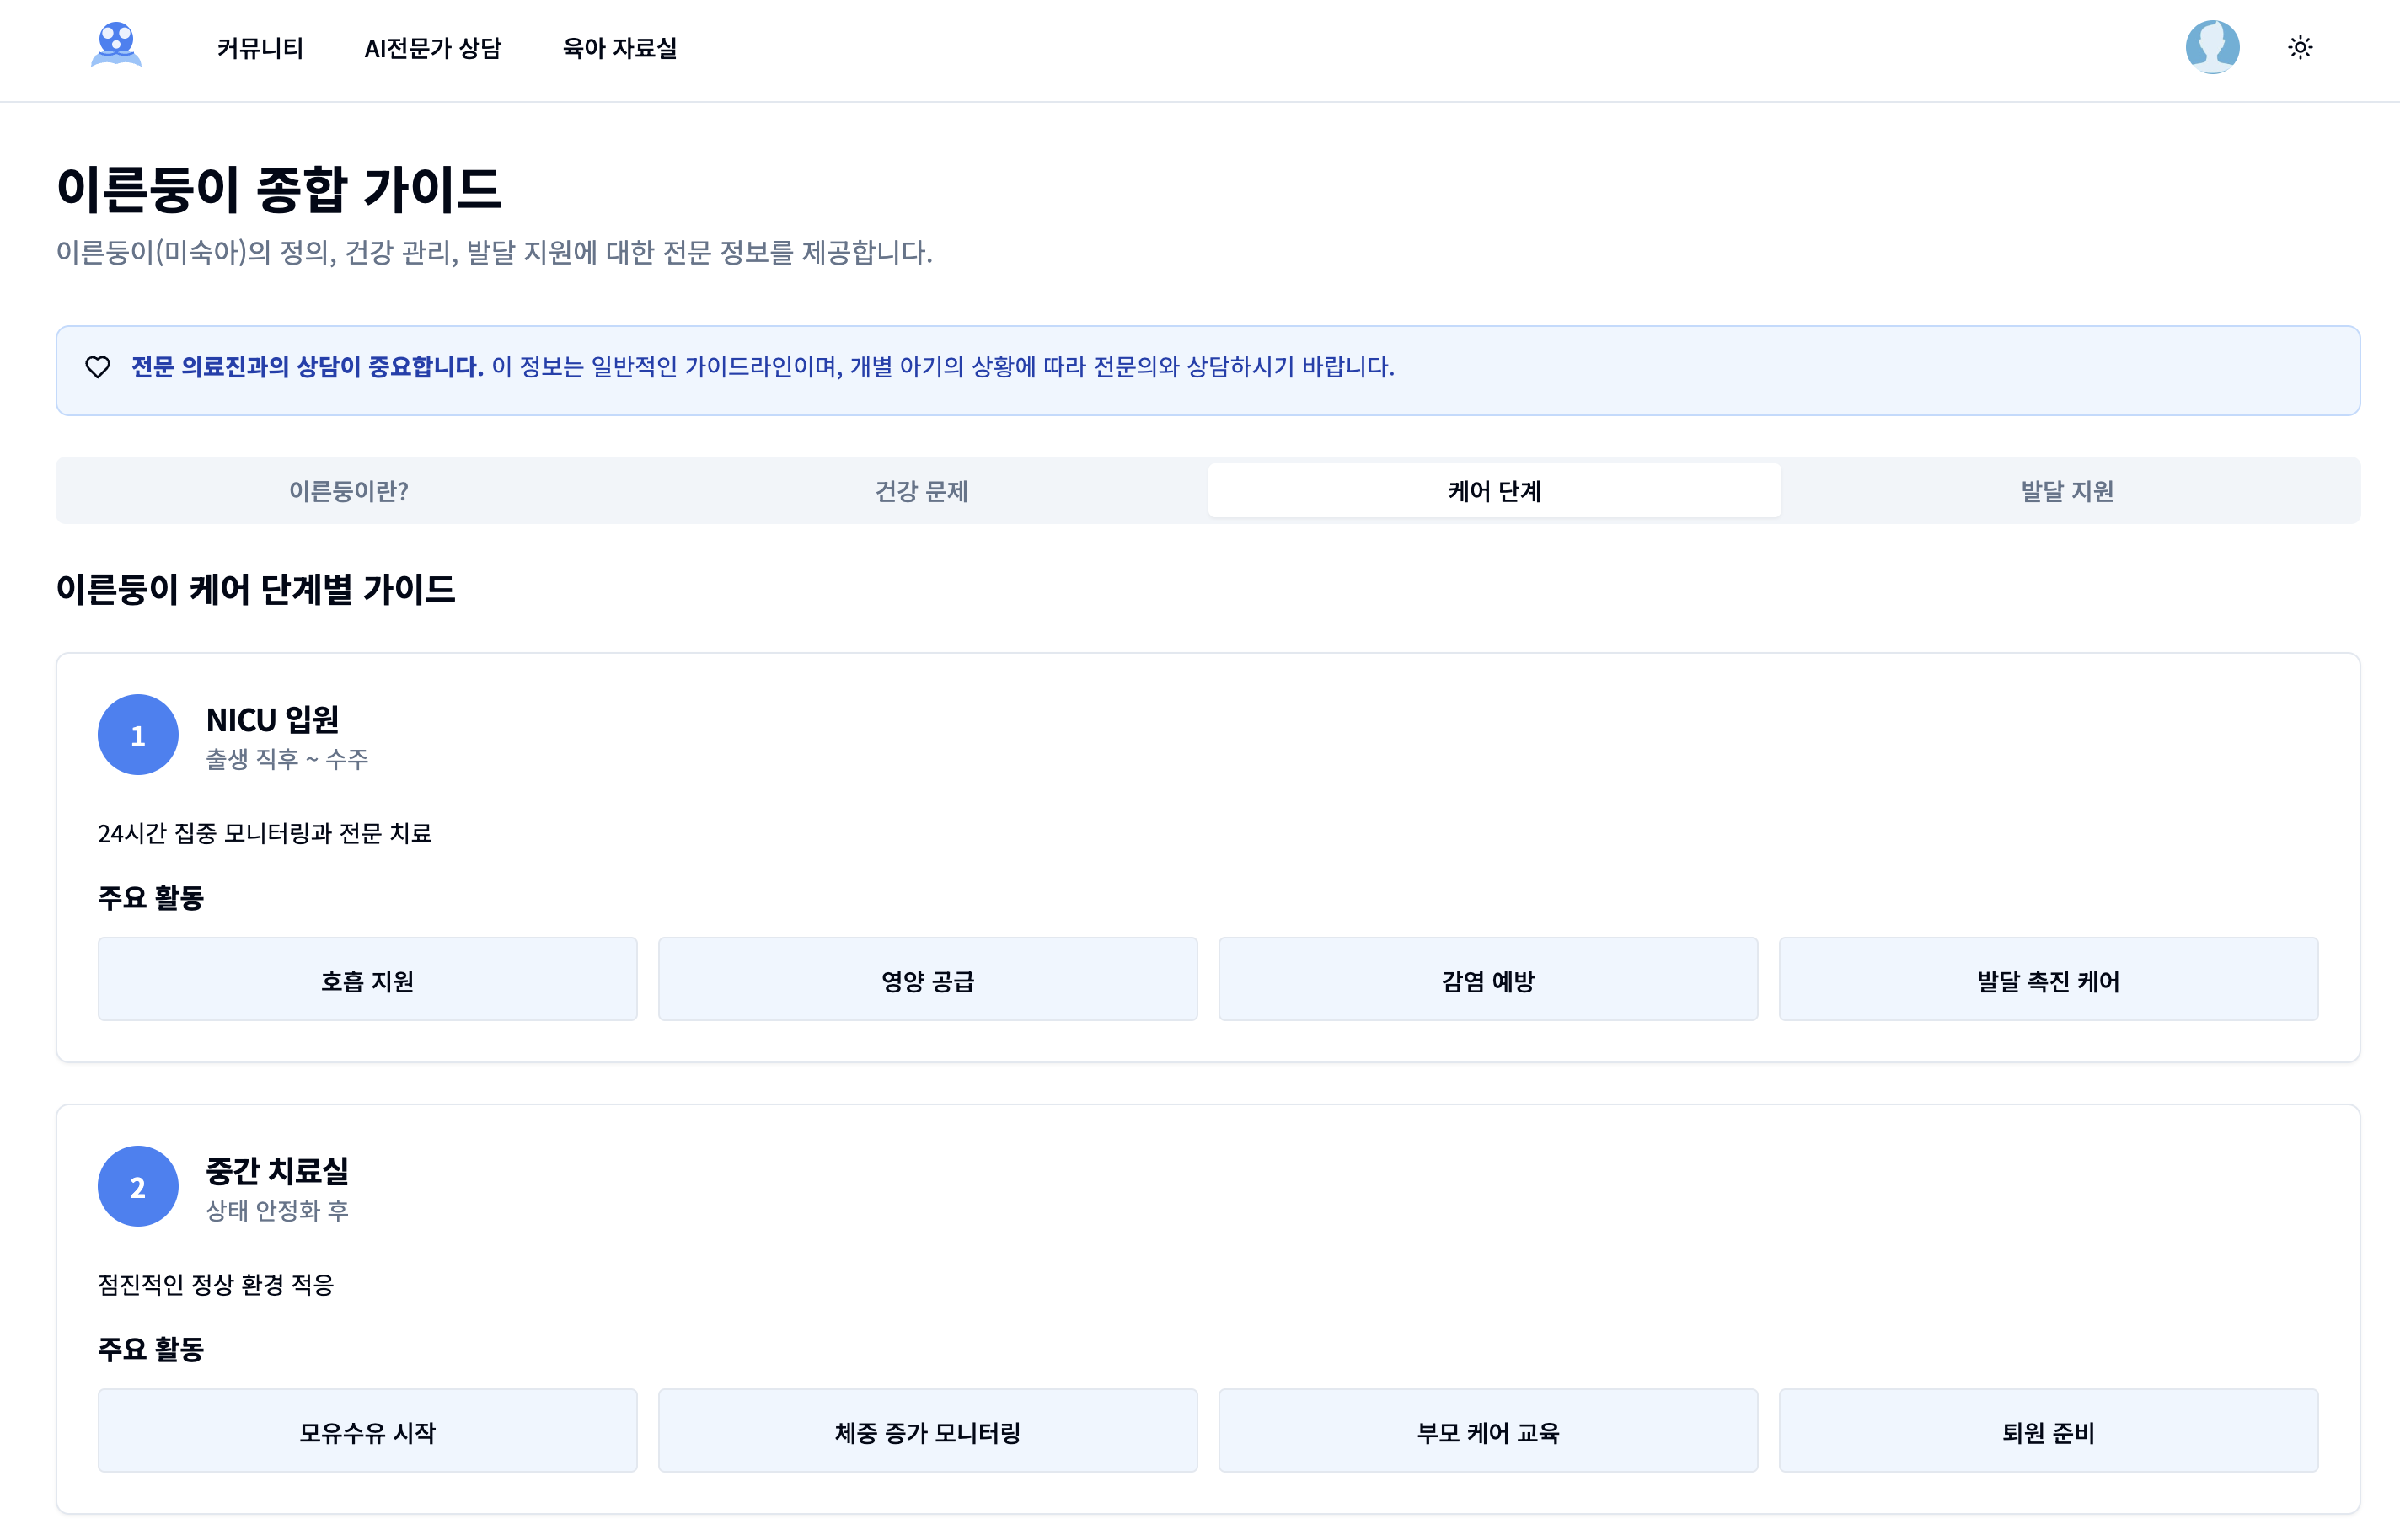 커뮤니티
AI전문가 상담
육아 자료실
이른둥이 종합 가이드
이른둥이(미숙아)의 정의, 건강 관리, 발달 지원에 대한 전문 정보를 제공합니다.
전문 의료진과의 상담이 중요합니다. 이 정보는 일반적인 가이드라인이며, 개별 아기의 상황에 따라 전문의와 상담하시기 바랍니다.
이른둥이란?
건강 문제
케어 단계
발달 지원
이른둥이 케어 단계별 가이드
1
NICU 입원
출생 직후 ~ 수주
24시간 집중 모니터링과 전문 치료
주요 활동
호흡 지원
영양 공급
감염 예방
발달 촉진 케어
2
중간 치료실
상태 안정화 후
점진적인 정상 환경 적응
주요 활동
모유수유 시작
체중 증가 모니터링
부모 케어 교육
퇴원 준비